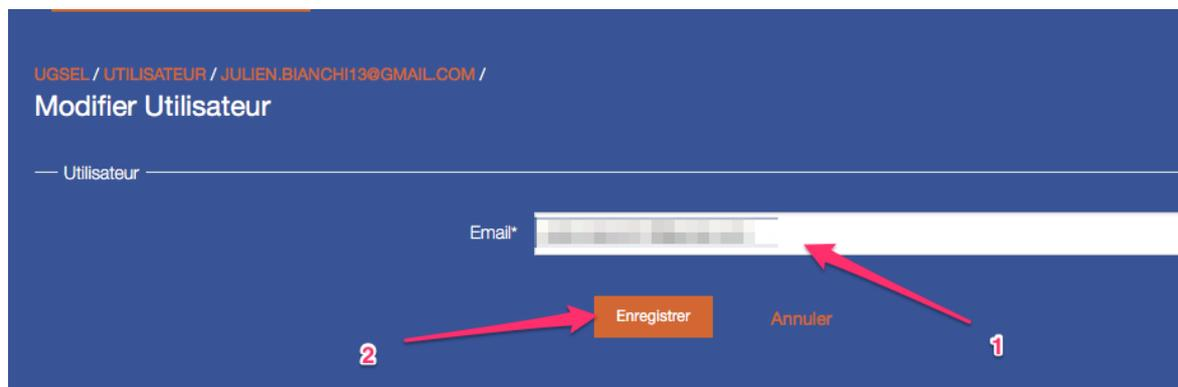 UGSEL / UTILISATEUR / JULIEN.BIANCHI13@GMAIL.COM /
Modifier Utilisateur
Utilisateur
Email*
Enregistrer Annuler
2 1